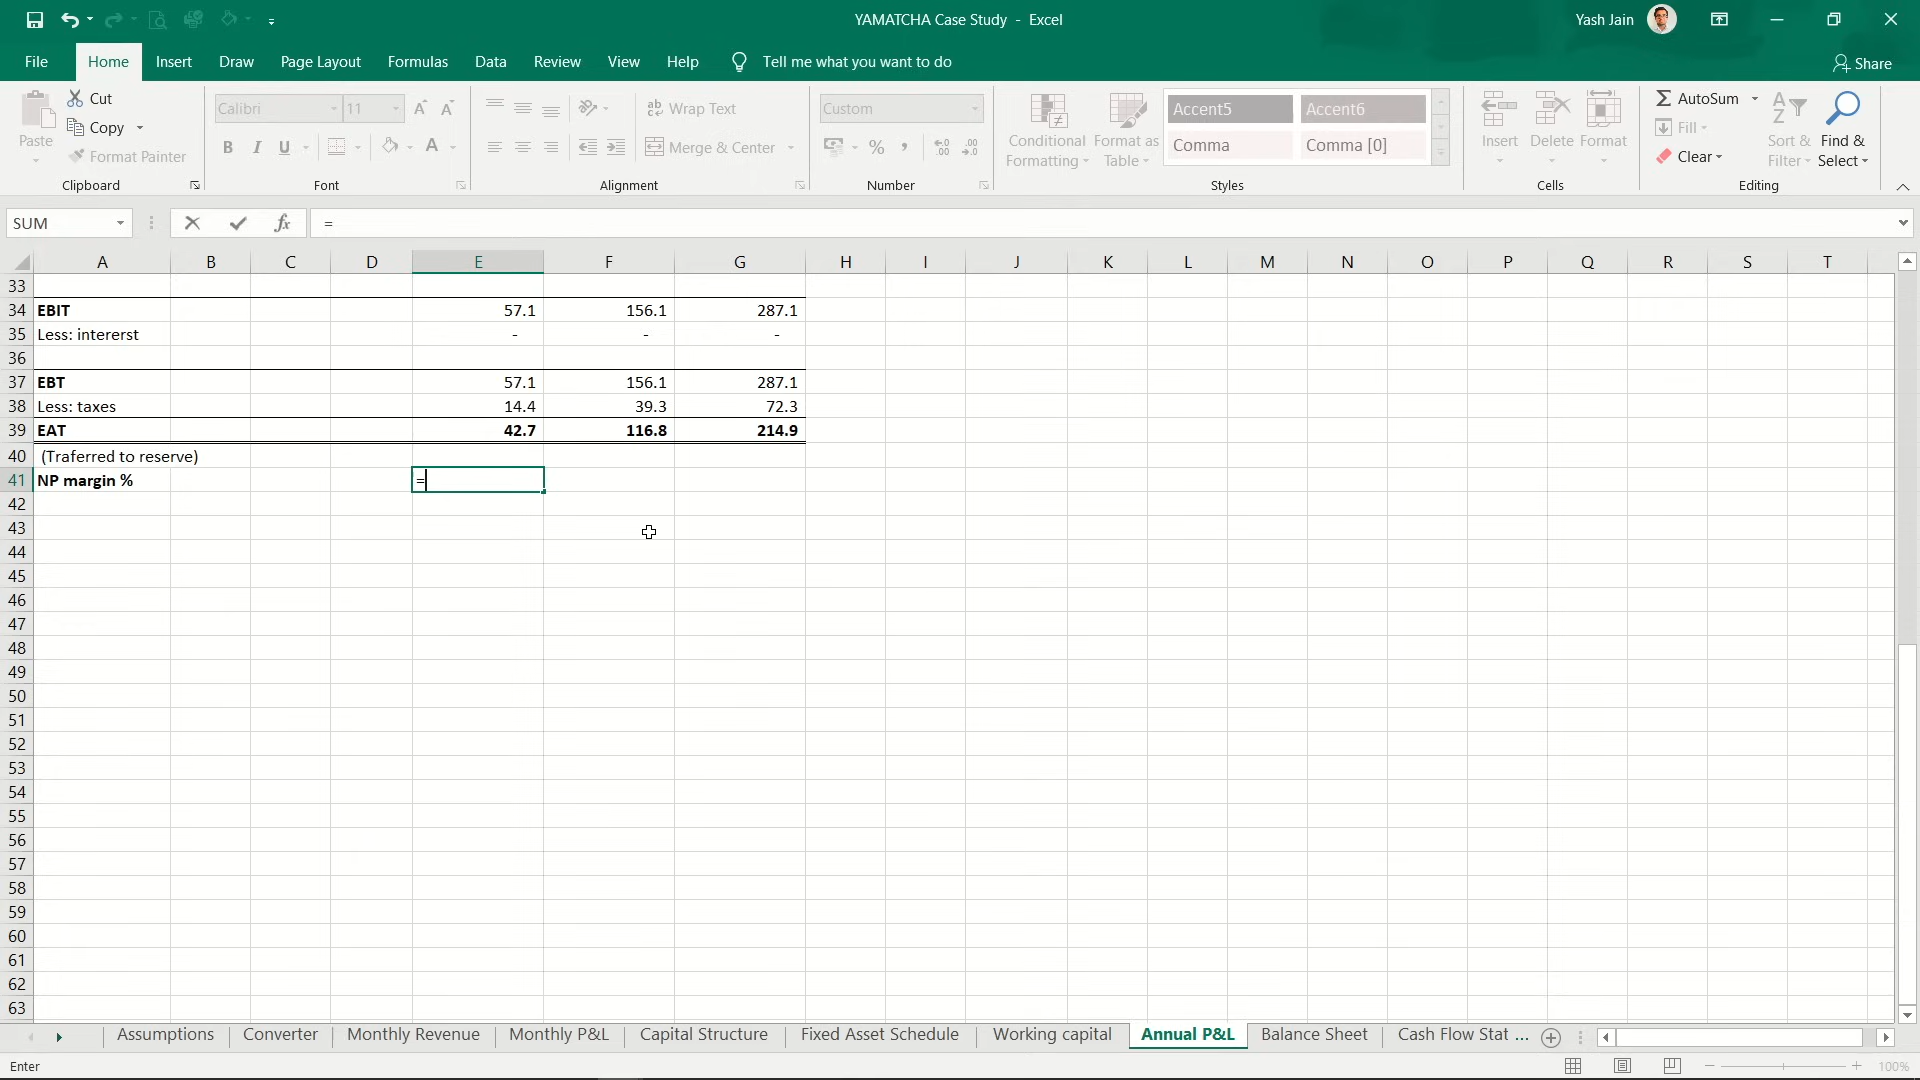 YAMATCHA Case Study - Excel
Yash Jain
File Home Insert Draw Page Layout Formulas Data Review View Help Tell me what you want to do
Share
Paste
Cut
Copy
Format Painter
Clipboard
Calibri 11
B I U
Font
Wrap Text
Merge & Center
Alignment
Custom
Number
Conditional Formatting
Format as Table
Accent5 Accent6
Comma Comma [0]
Styles
Insert Delete Format
Cells
AutoSum
Fill
Clear
Sort & Filter
Find & Select
Editing
SUM =
A B C D E F G H I J K L M N O P Q R S T
33
34 EBIT 57.1 156.1 287.1
35 Less: intererst - - -
36
37 EBT 57.1 156.1 287.1
38 Less: taxes 14.4 39.3 72.3
39 EAT 42.7 116.8 214.9
40 (Traferred to reserve)
41 NP margin % =
42
43
44
45
46
47
48
49
50
51
52
53
54
55
56
57
58
59
60
61
62
63
Assumptions Converter Monthly Revenue Monthly P&L Capital Structure Fixed Asset Schedule Working capital Annual P&L Balance Sheet Cash Flow Stat ...
Enter 100%